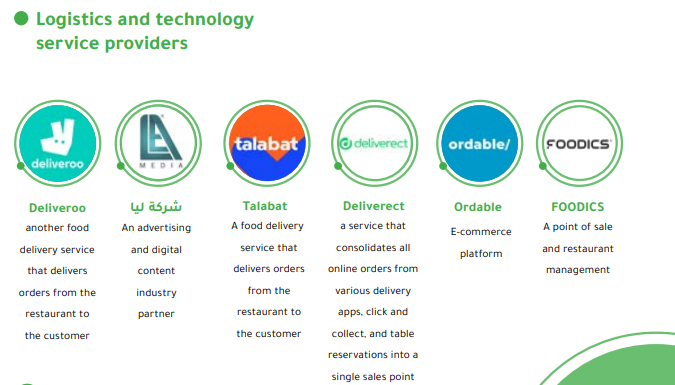 Logistics and technology
service providers
deliveroo
LEA
MEDIA
talabat
deliverect
ordable/
FOODICS
Deliveroo
another food
delivery service
that delivers
orders from the
restaurant to
the customer
شركة ليا
An advertising
and digital
content
industry
partner
Talabat
A food delivery
service that
delivers orders
from the
restaurant to
the customer
Deliverect
a service that
consolidates all
online orders from
various delivery
apps, click and
collect, and table
reservations into a
single sales point
Ordable
E-commerce
platform
FOODICS
A point of sale
and restaurant
management